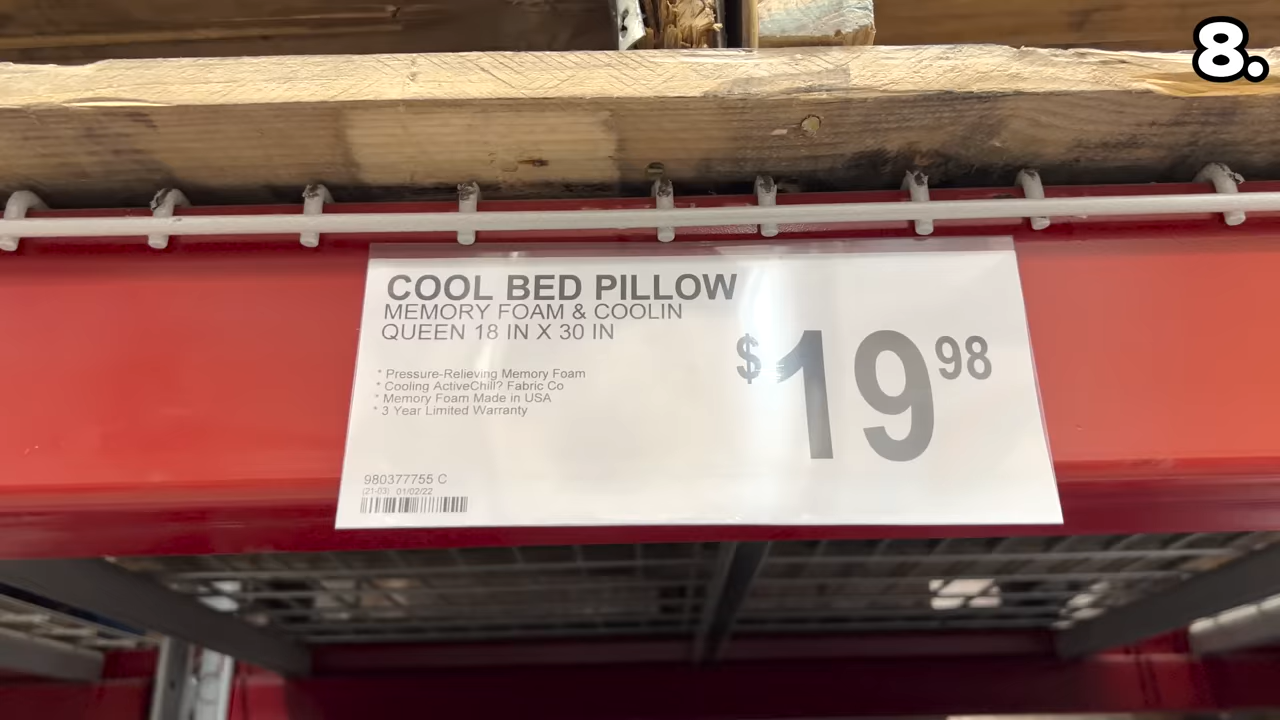 8.
COOL BED PILLOW
MEMORY FOAM & COOLIN
QUEEN 18 IN X 30 IN
$19 98
* Pressure-Relieving Memory Foam
* Cooling ActiveChill? Fabric Co
* Memory Foam Made in USA
* 3 Year Limited Warranty
980377755 C
(21-03) 01/02/22